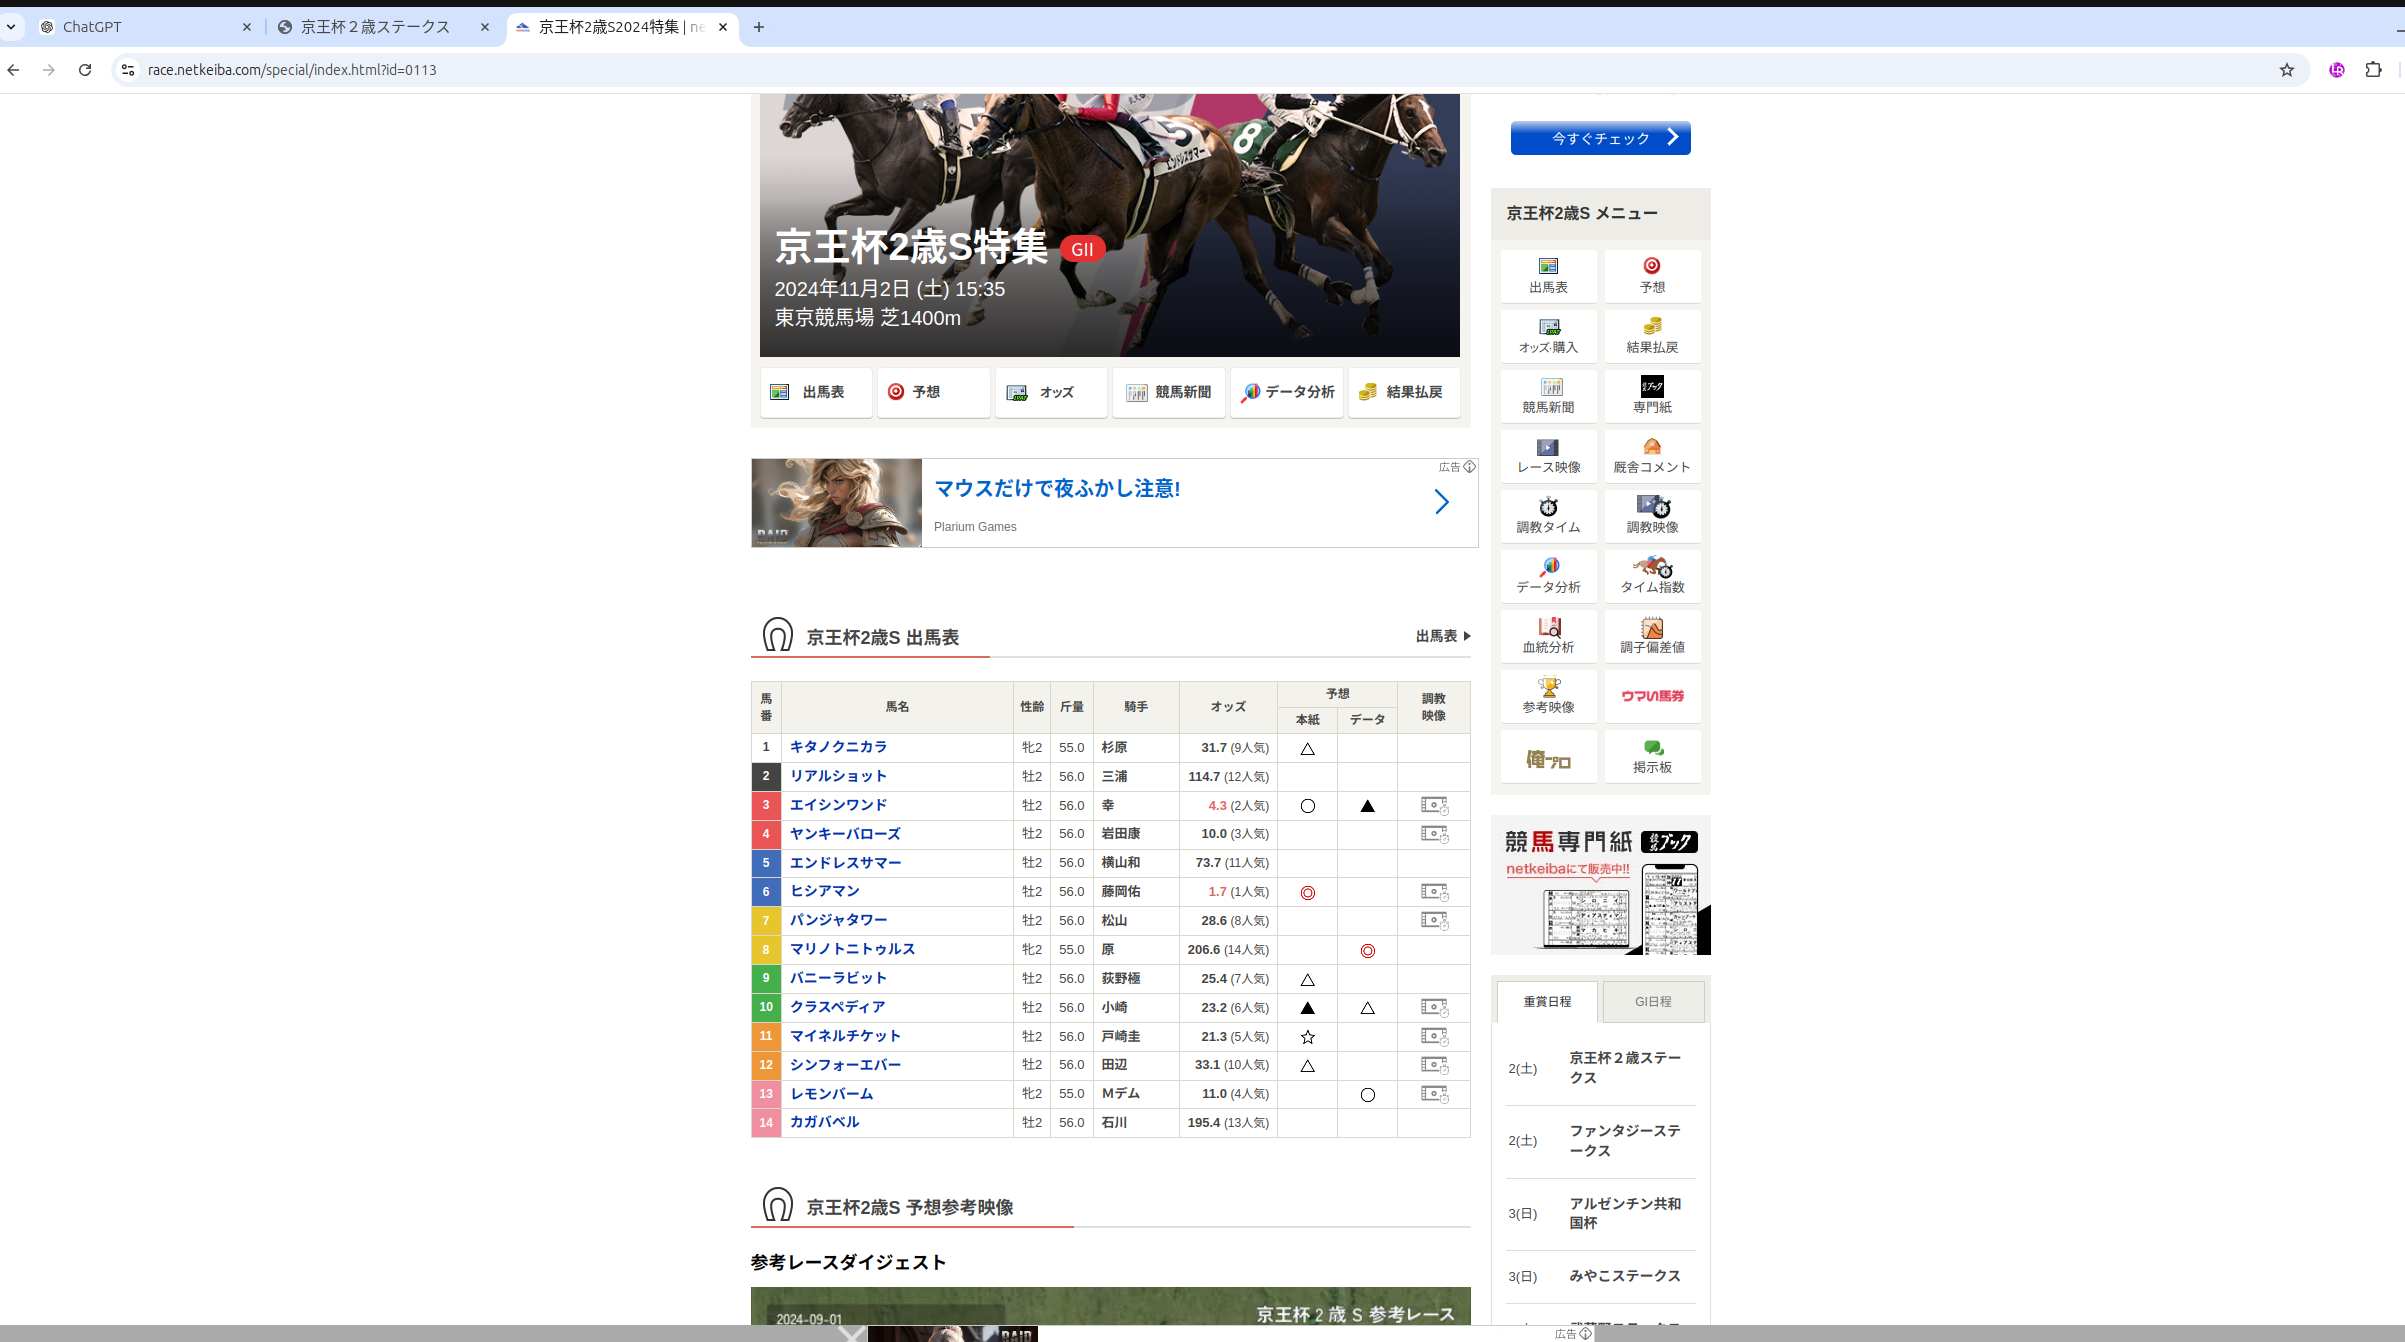 ChatGPT
京王杯２歳ステークス
京王杯2歳S2024特集 | ne
race.netkeiba.com/special/index.html?id=0113
5
エンドレスサマー
8
京王杯2歳S特集 GII
2024年11月2日 (土) 15:35
東京競馬場 芝1400m
出馬表 予想 オッズ 競馬新聞 データ分析 結果払戻
広告
マウスだけで夜ふかし注意!
Plarium Games
RAID
京王杯2歳S 出馬表
出馬表
馬番 馬名 性齢 斤量 騎手 オッズ 予想 調教映像
本紙 データ
1 キタノクニカラ 牝2 55.0 杉原 31.7 (9人気) △
2 リアルショット 牡2 56.0 三浦 114.7 (12人気)
3 エイシンワンド 牡2 56.0 幸 4.3 (2人気) ○ ▲
4 ヤンキーバローズ 牡2 56.0 岩田康 10.0 (3人気)
5 エンドレスサマー 牡2 56.0 横山和 73.7 (11人気)
6 ヒシアマン 牡2 56.0 藤岡佑 1.7 (1人気) ◎
7 パンジャタワー 牡2 56.0 松山 28.6 (8人気)
8 マリノトニトゥルス 牝2 55.0 原 206.6 (14人気) ◎
9 バニーラビット 牡2 56.0 荻野極 25.4 (7人気) △
10 クラスペディア 牡2 56.0 小崎 23.2 (6人気) ▲ △
11 マイネルチケット 牡2 56.0 戸崎圭 21.3 (5人気) ☆
12 シンフォーエバー 牡2 56.0 田辺 33.1 (10人気) △
13 レモンバーム 牝2 55.0 Mデム 11.0 (4人気) ○
14 カガバベル 牡2 56.0 石川 195.4 (13人気)
京王杯2歳S 予想参考映像
参考レースダイジェスト
2024-09-01
京王杯２歳Ｓ 参考レース
RAID
広告
今すぐチェック
京王杯2歳S メニュー
出馬表 予想
オッズ·購入 結果払戻
競馬新聞 専門紙
レース映像 厩舎コメント
調教タイム 調教映像
データ分析 タイム指数
血統分析 調子偏差値
参考映像 ウマい馬券
俺プロ 掲示板
競馬専門紙 競馬ブック
netkeibaにて販売中!!
重賞日程 GI日程
2(土) 京王杯２歳ステークス
2(土) ファンタジーステークス
3(日) アルゼンチン共和国杯
3(日) みやこステークス